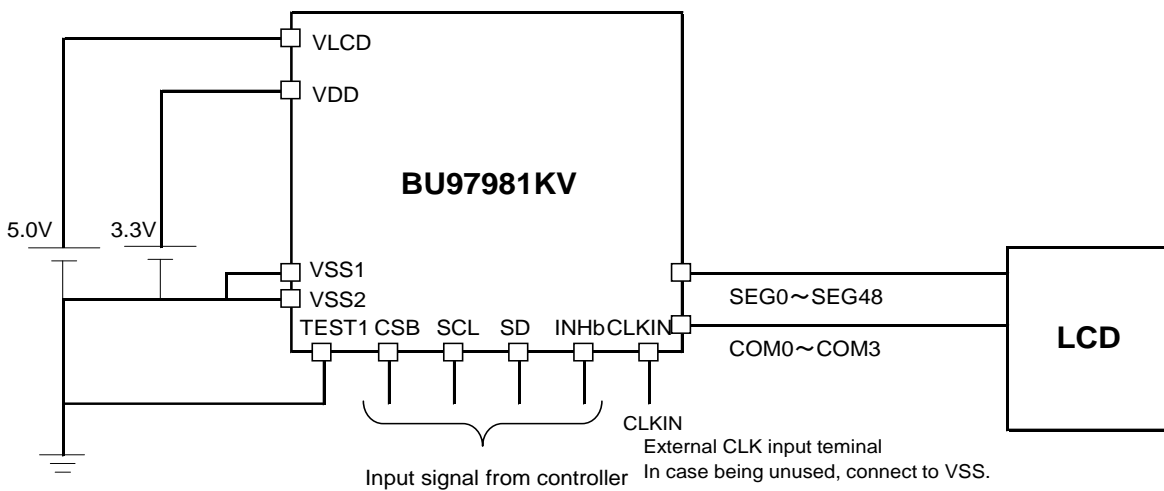 VLCD
VDD
BU97981KV
5.0V
3.3V
VSS1
VSS2
SEG0～SEG48
TEST1 CSB SCL SD INHb CLKIN
COM0～COM3
LCD
CLKIN
External CLK input teminal
Input signal from controller
In case being unused, connect to VSS.